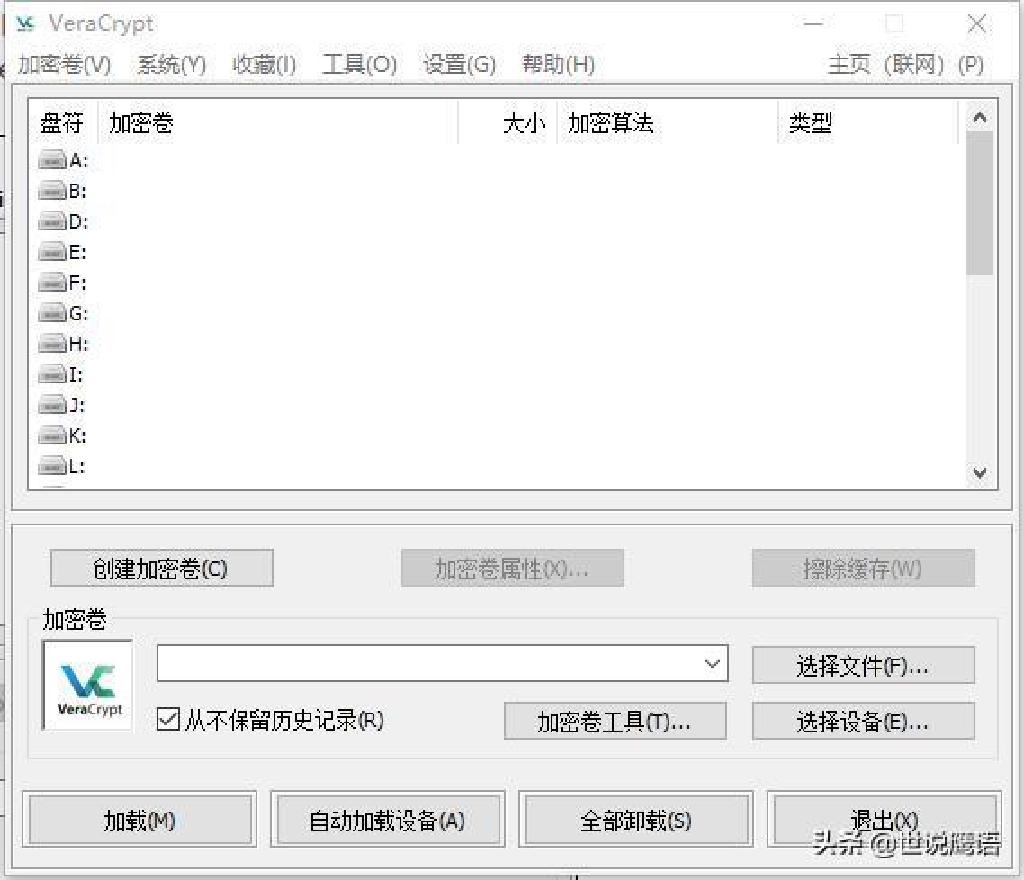 VeraCrypt
加密卷(V) 系统(Y) 收藏(I) 工具(O) 设置(G) 帮助(H) 主页 (联网) (P)
盘符 加密卷 大小 加密算法 类型
A:
B:
D:
E:
F:
G:
H:
I:
J:
K:
L:
创建加密卷(C) 加密卷属性(X)... 擦除缓存(W)
加密卷
VeraCrypt
选择文件(F)...
从不保留历史记录(R) 加密卷工具(T)... 选择设备(E)...
加载(M) 自动加载设备(A) 全部卸载(S) 退出(X)
头条 @世说鹰语